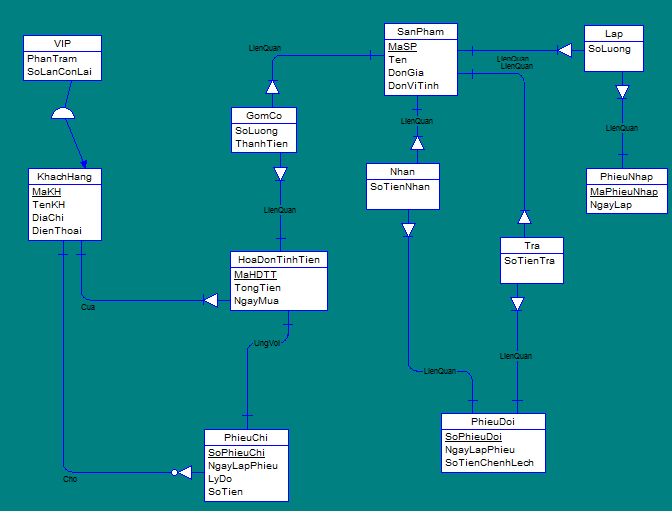 VIP
PhanTram
SoLanConLai
KhachHang
MaKH
TenKH
DiaChi
DienThoai
LienQuan
GomCo
SoLuong
ThanhTien
LienQuan
HoaDonTinhTien
MaHDTT
TongTien
NgayMua
Cua
UngVoi
PhieuChi
SoPhieuChi
NgayLapPhieu
LyDo
SoTien
Cho
SanPham
MaSP
Ten
DonGia
DonViTinh
LienQuan
LienQuan
Lap
SoLuong
LienQuan
PhieuNhap
MaPhieuNhap
NgayLap
LienQuan
Nhan
SoTienNhan
Tra
SoTienTra
LienQuan
LienQuan
PhieuDoi
SoPhieuDoi
NgayLapPhieu
SoTienChenhLech